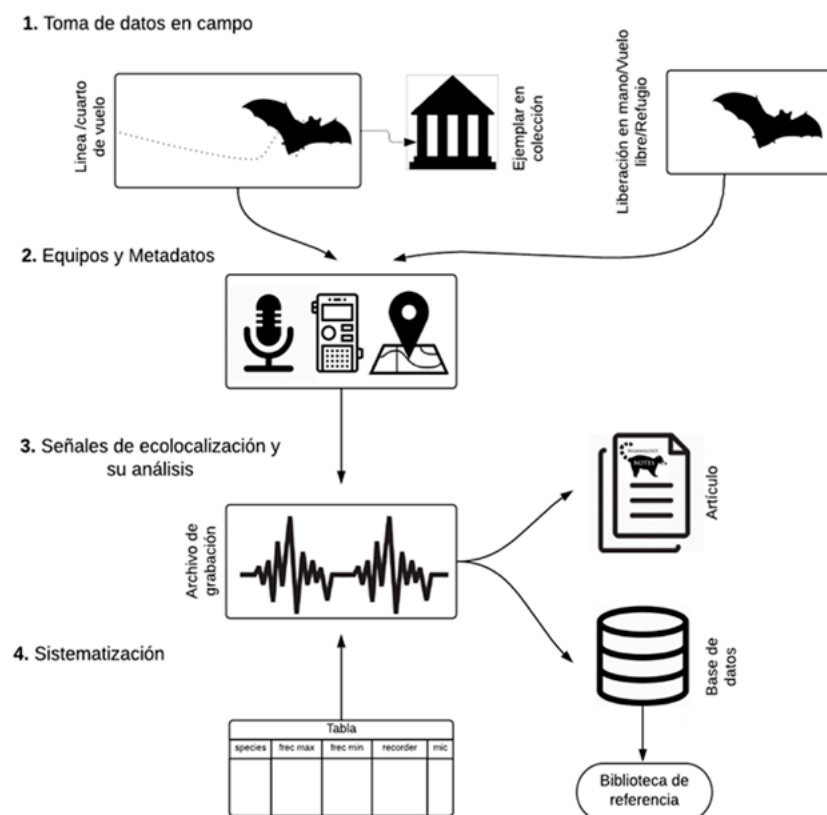 1. Toma de datos en campo
Linea /cuarto
de vuelo
Ejemplar en
colección
Liberación en mano/Vuelo
libre/Refugio
2. Equipos y Metadatos
3. Señales de ecolocalización y
su análisis
Archivo de
grabación
NOTES
Artículo
4. Sistematización
Base de
datos
Tabla
species frec max frec min recorder mic
Biblioteca de
referencia